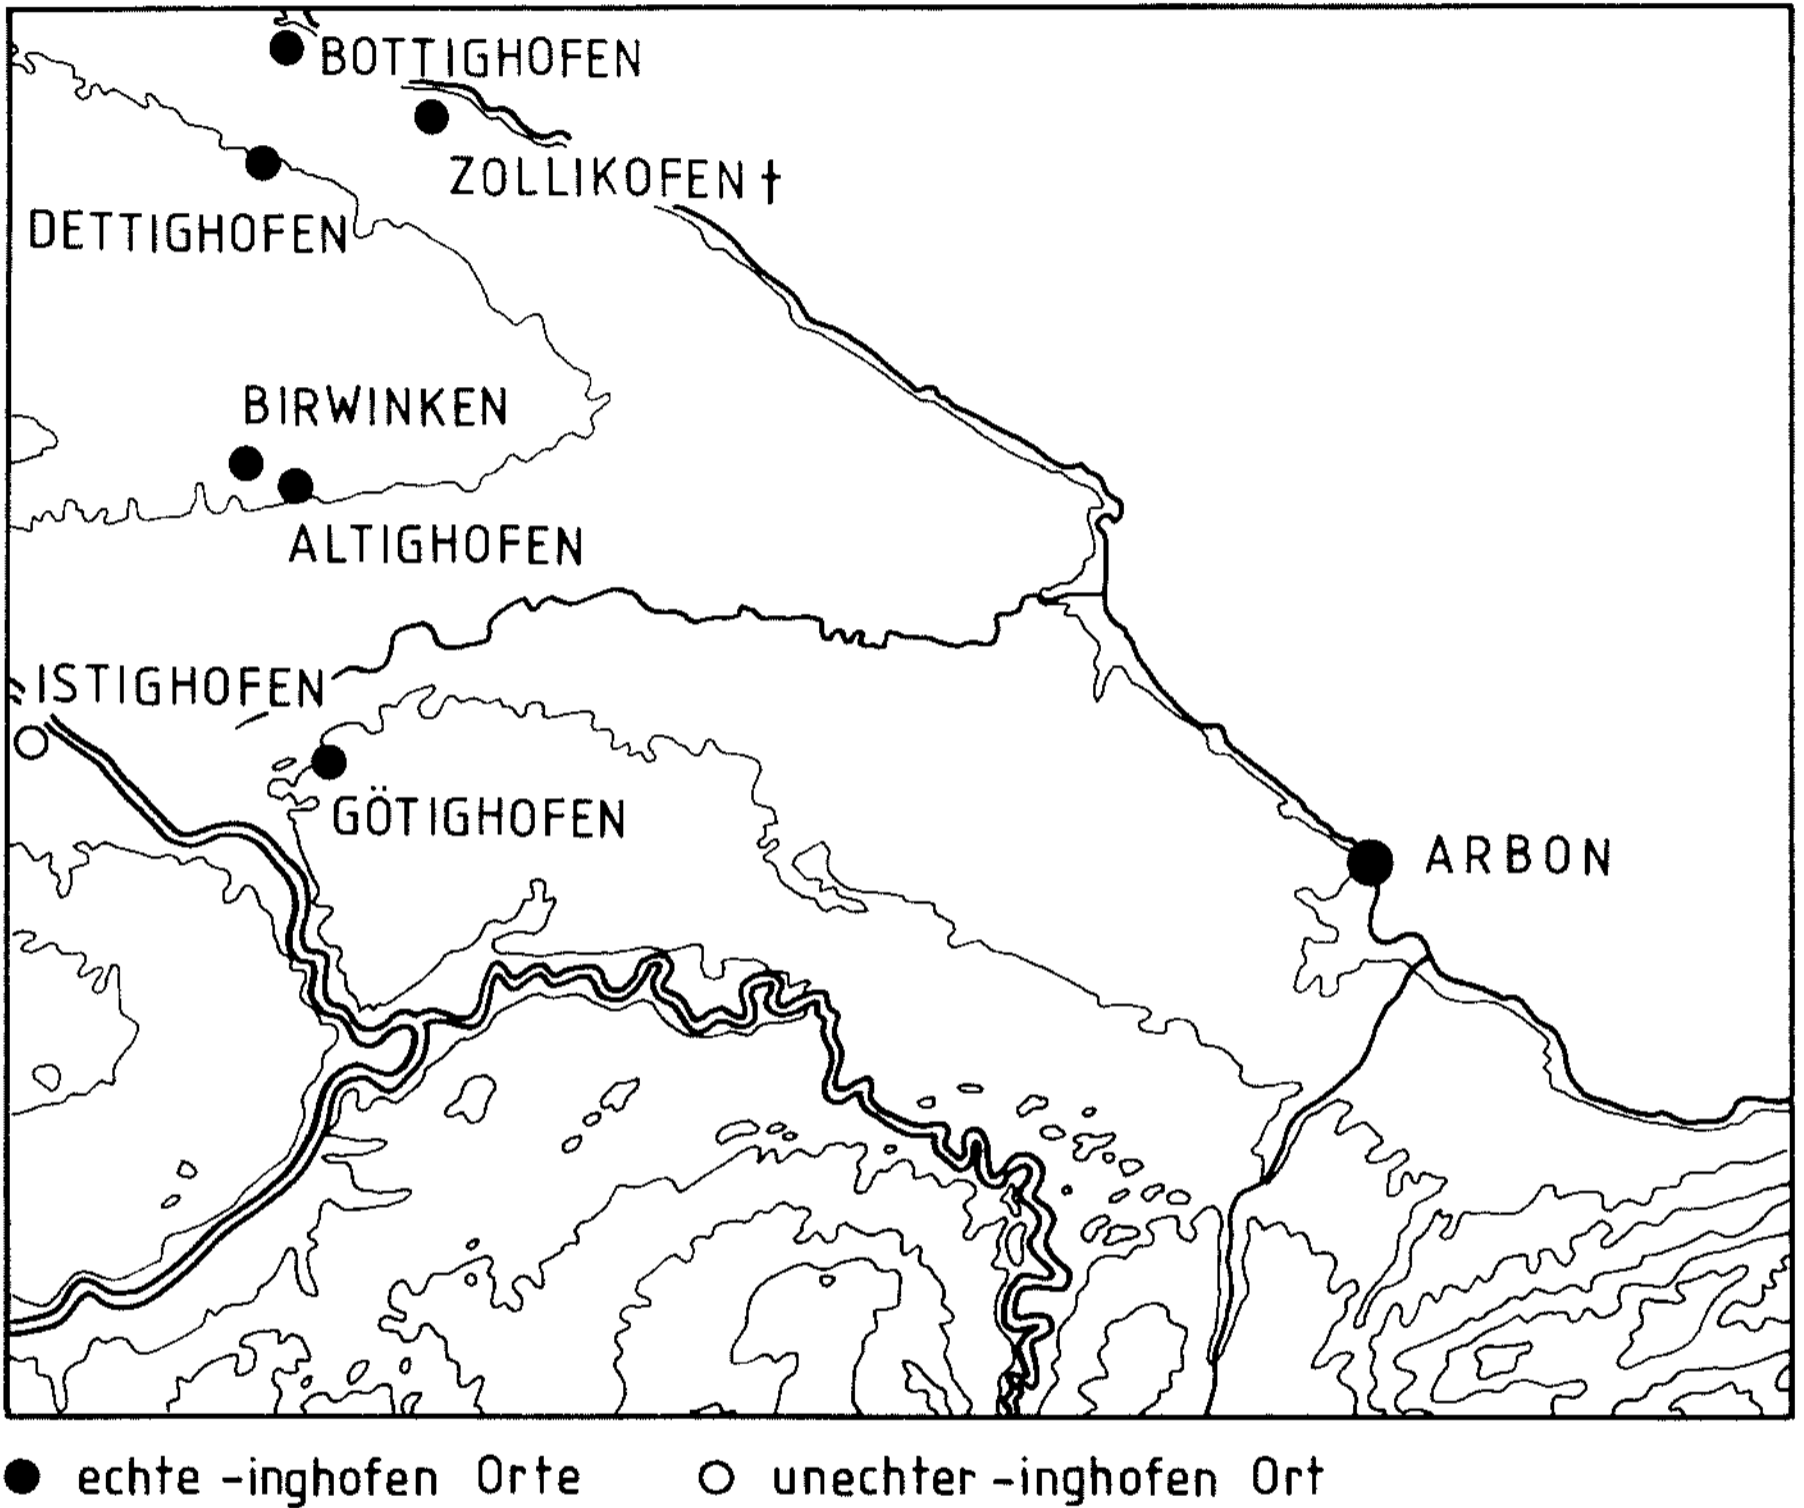 BOTTIGHOFEN
ZOLLIKOFEN †
DETTIGHOFEN
BIRWINKEN
ALTIGHOFEN
ISTIGHOFEN
GÖTIGHOFEN
ARBON
echte -inghofen Orte
unechter -inghofen Ort